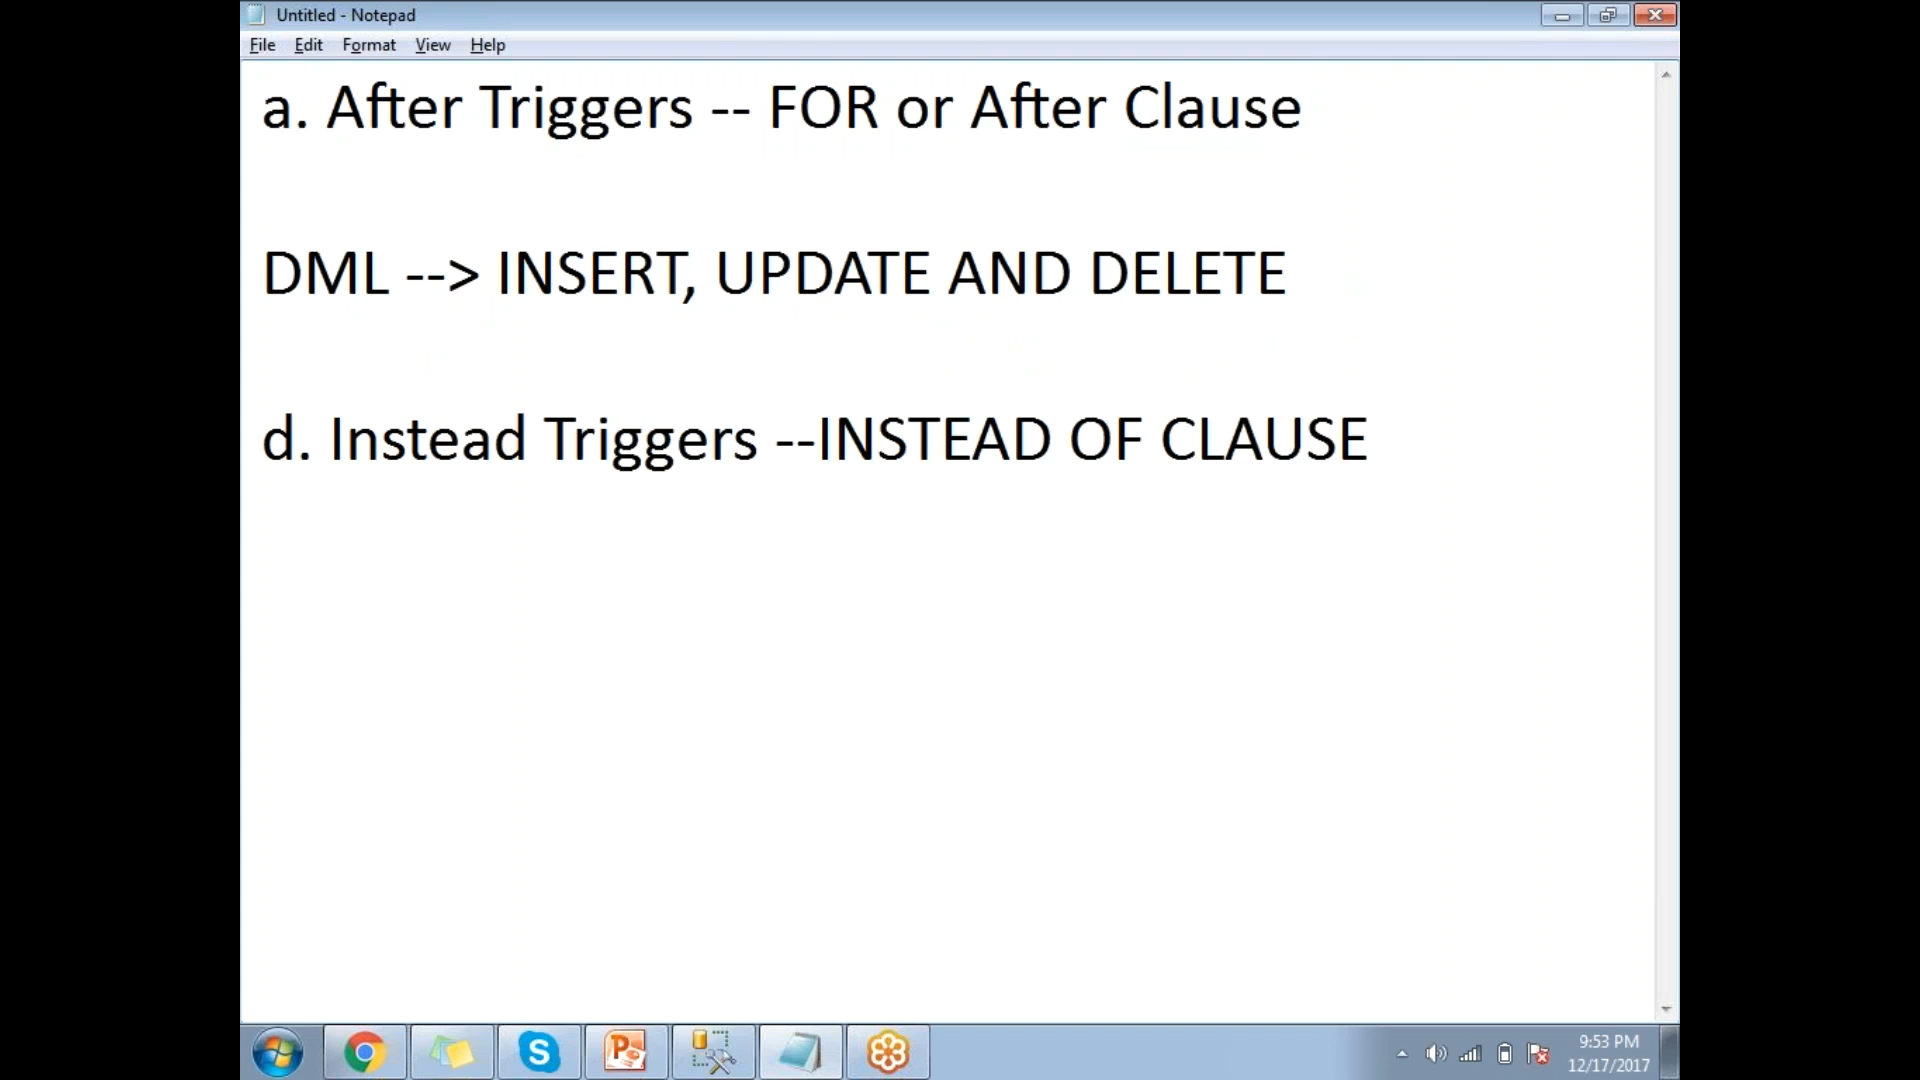 Untitled - Notepad
File Edit Format View Help
a. After Triggers -- FOR or After Clause
DML --> INSERT, UPDATE AND DELETE
d. Instead Triggers --INSTEAD OF CLAUSE
9:53 PM
12/17/2017